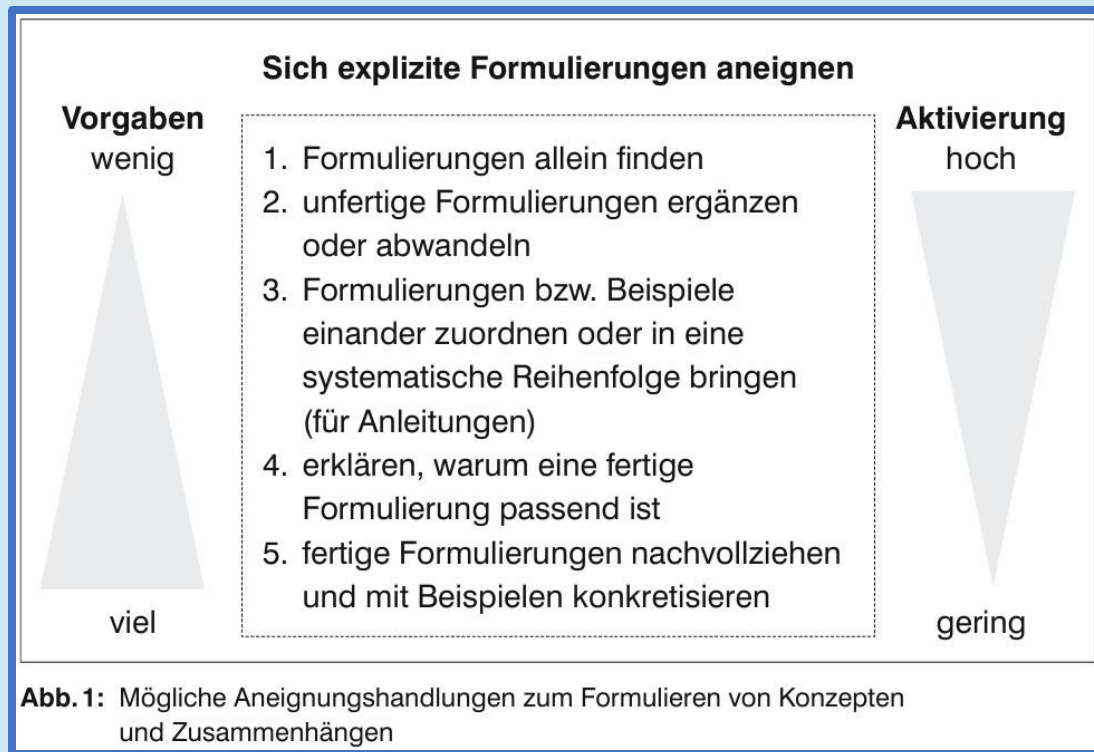 Sich explizite Formulierungen aneignen
Vorgaben
wenig
1. Formulierungen allein finden
2. unfertige Formulierungen ergänzen
oder abwandeln
3. Formulierungen bzw. Beispiele
einander zuordnen oder in eine
systematische Reihenfolge bringen
(für Anleitungen)
4. erklären, warum eine fertige
Formulierung passend ist
5. fertige Formulierungen nachvollziehen
und mit Beispielen konkretisieren
viel
Aktivierung
hoch
gering
Abb. 1: Mögliche Aneignungshandlungen zum Formulieren von Konzepten
und Zusammenhängen